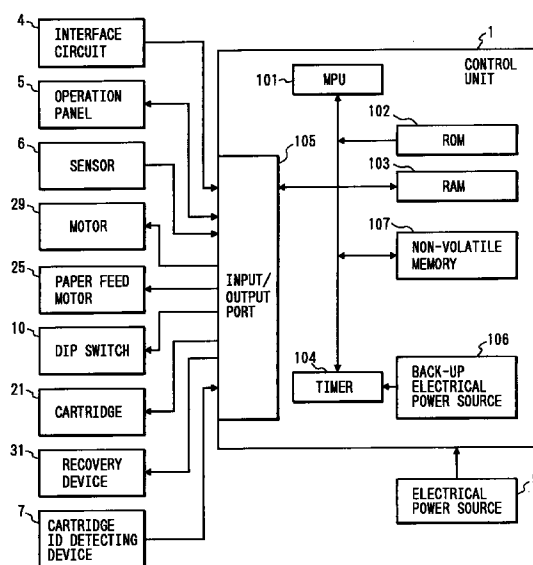 4
INTERFACE
CIRCUIT
5
OPERATION
PANEL
6
SENSOR
29
MOTOR
25
PAPER FEED
MOTOR
10
DIP SWITCH
21
CARTRIDGE
31
RECOVERY
DEVICE
7
CARTRIDGE
ID DETECTING
DEVICE
105
INPUT/
OUTPUT
PORT
1
CONTROL
UNIT
101
MPU
102
ROM
103
RAM
107
NON-VOLATILE
MEMORY
104
TIMER
106
BACK-UP
ELECTRICAL
POWER SOURCE
ELECTRICAL
POWER SOURCE